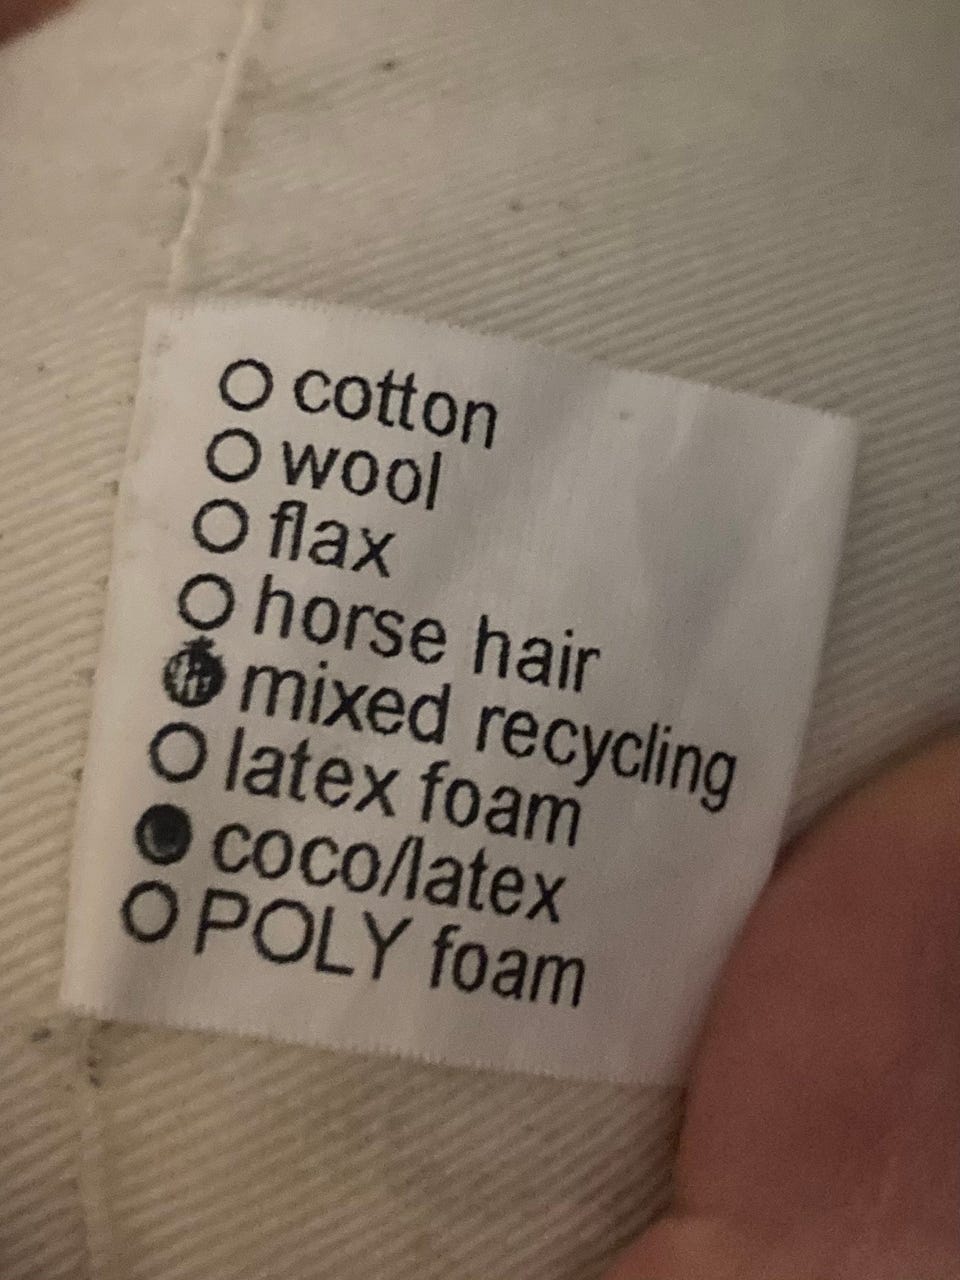 cotton
wool
flax
horse hair
mixed recycling
latex foam
coco/latex
POLY foam